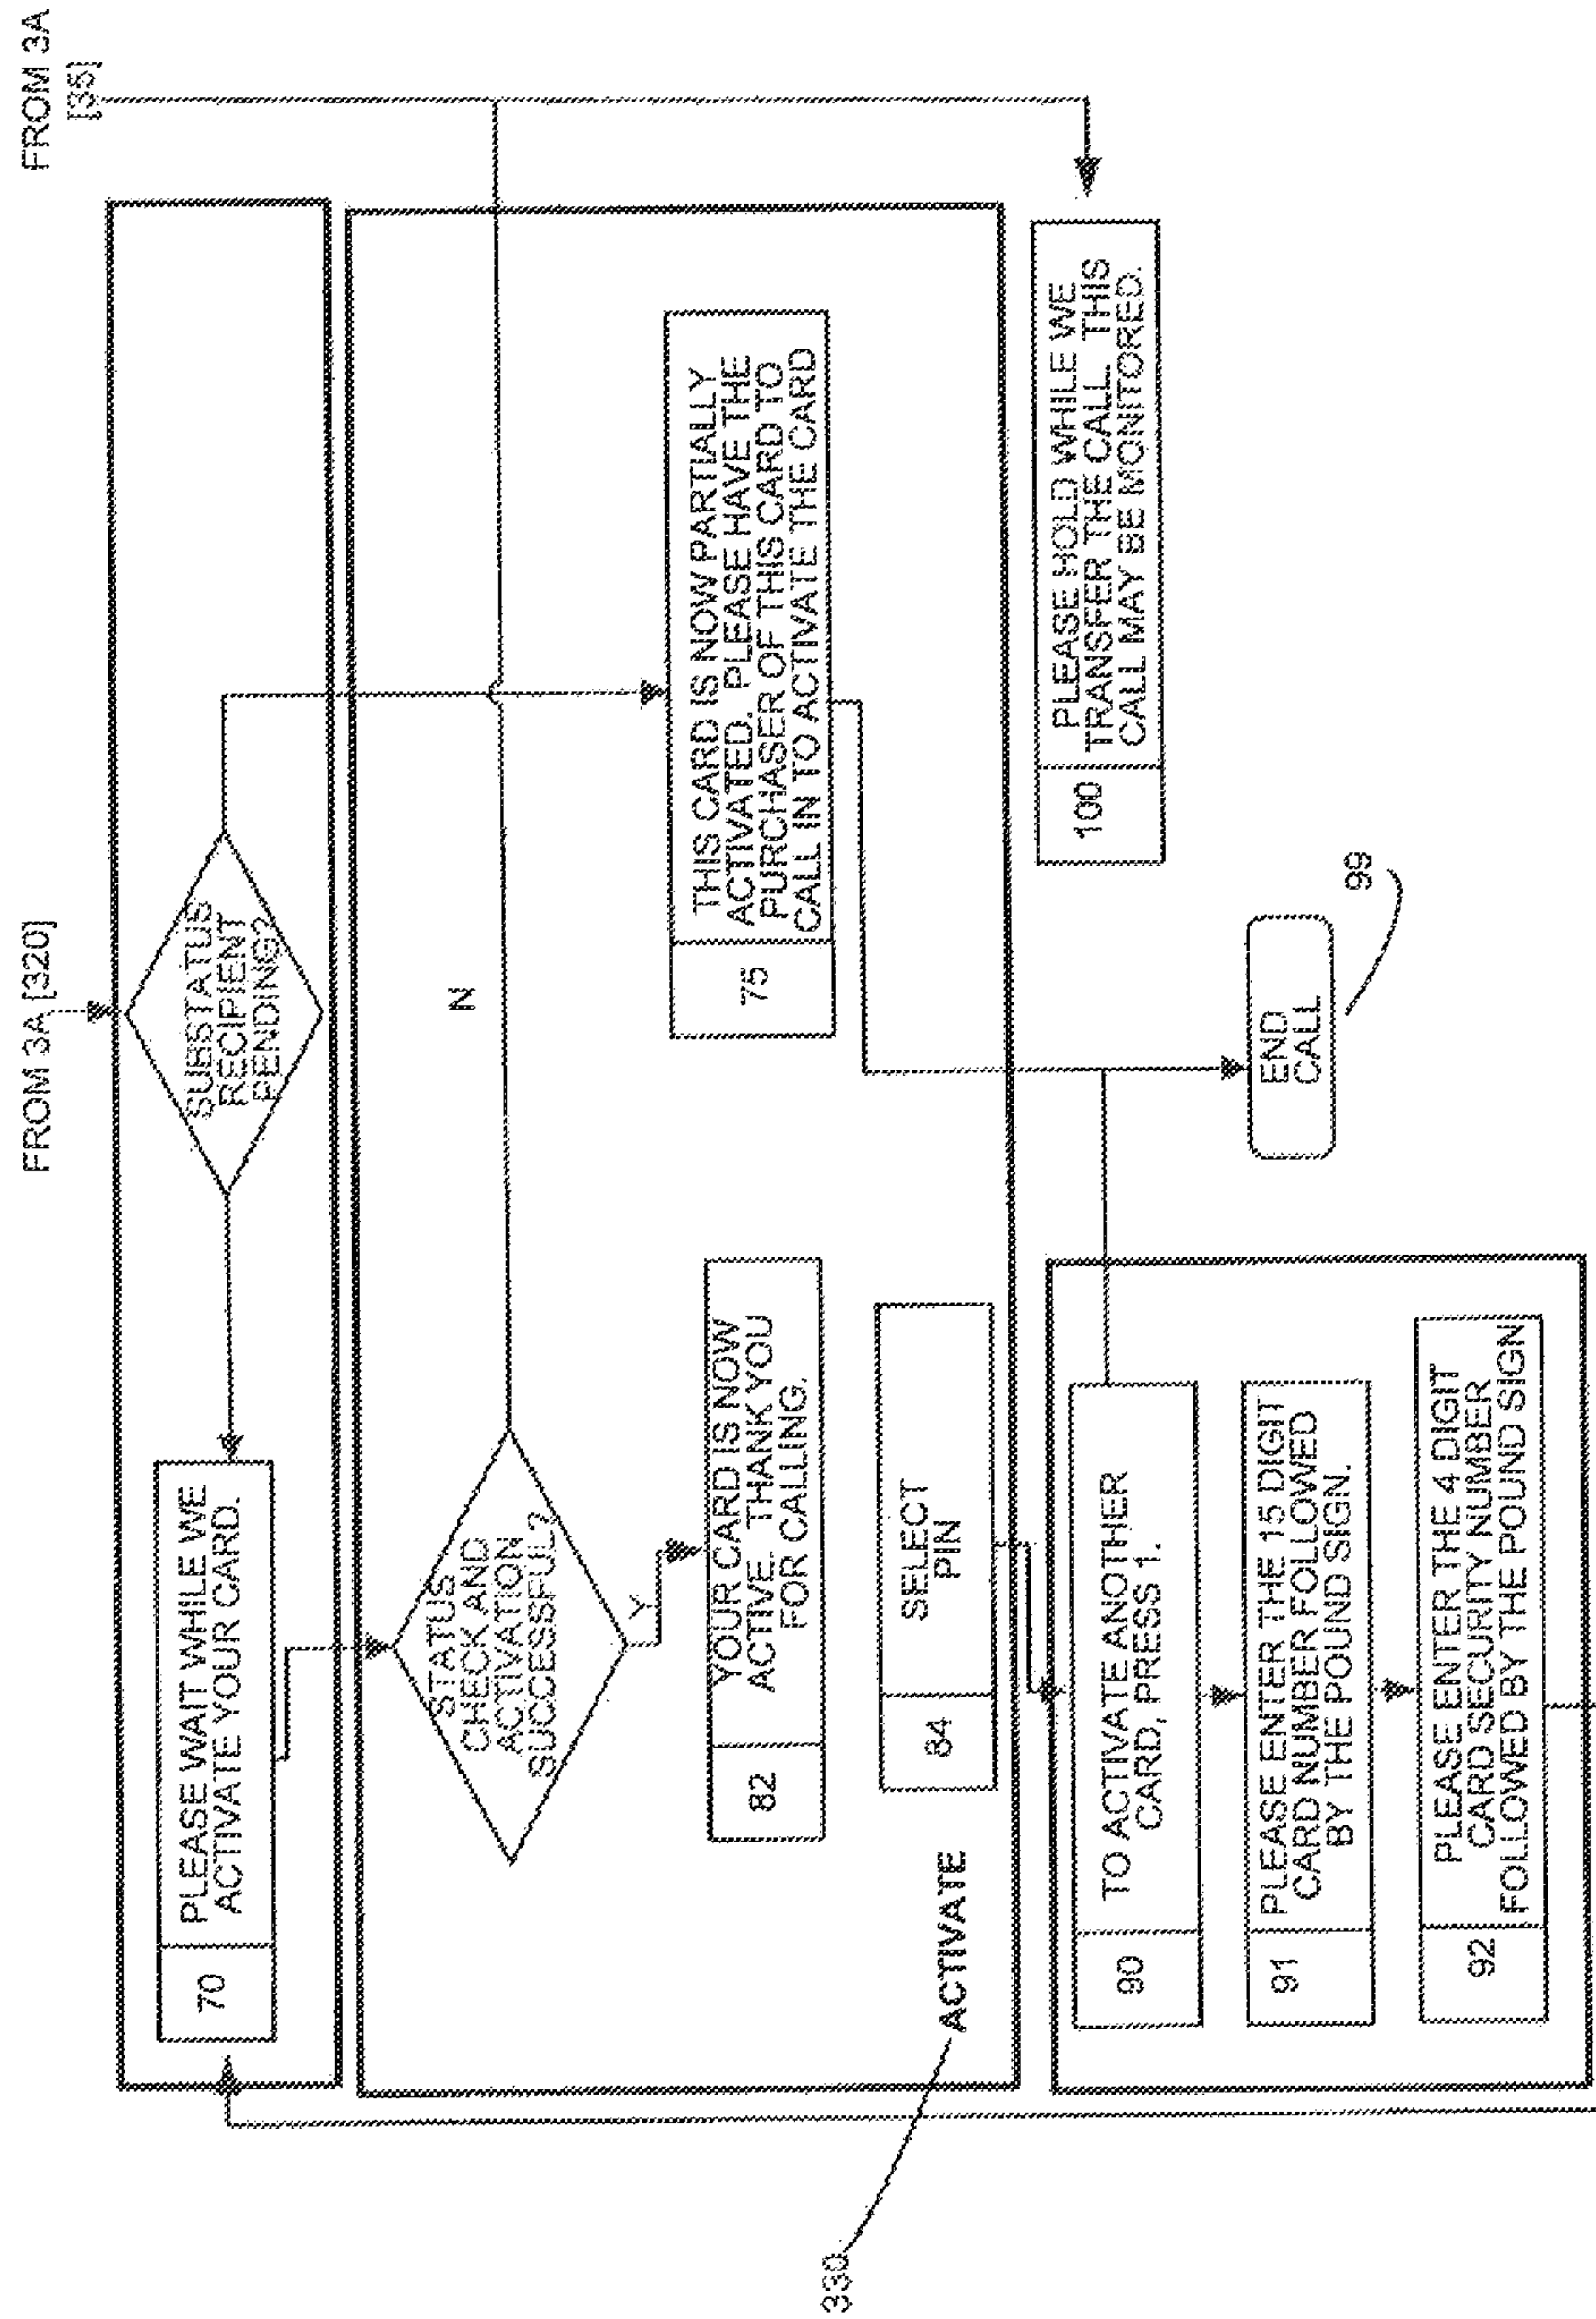 FROM 3A [320]
FROM 3A
[35]
SUBSTATUS
RECIPIENT
PENDING?
70
PLEASE WAIT WHILE WE
ACTIVATE YOUR CARD.
STATUS
CHECK AND
ACTIVATION
SUCCESSFUL?
N
Y
THIS CARD IS NOW PARTIALLY
ACTIVATED. PLEASE HAVE THE
PURCHASER OF THIS CARD TO
CALL IN TO ACTIVATE THE CARD
75
82
YOUR CARD IS NOW
ACTIVE. THANK YOU
FOR CALLING.
84
SELECT
PIN
330
ACTIVATE
100
PLEASE HOLD WHILE WE
TRANSFER THE CALL. THIS
CALL MAY BE MONITORED.
90
TO ACTIVATE ANOTHER
CARD, PRESS 1.
91
PLEASE ENTER THE 15 DIGIT
CARD NUMBER FOLLOWED
BY THE POUND SIGN.
92
PLEASE ENTER THE 4 DIGIT
CARD SECURITY NUMBER
FOLLOWED BY THE POUND SIGN
END
CALL
99